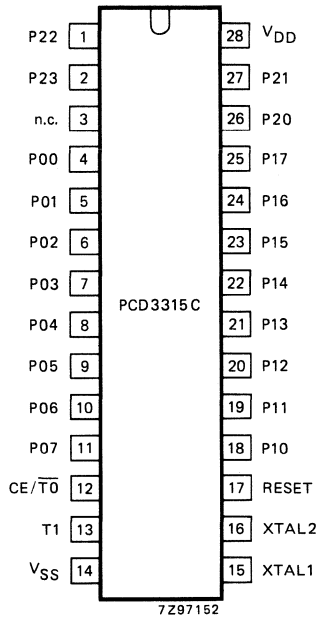 P22 1 28 VDD
P23 2 27 P21
n.c. 3 26 P20
P00 4 25 P17
P01 5 24 P16
P02 6 23 P15
P03 7 22 P14
PCD3315C
P04 8 21 P13
P05 9 20 P12
P06 10 19 P11
P07 11 18 P10
CE/T̅0̅ 12 17 RESET
T1 13 16 XTAL2
VSS 14 15 XTAL1
7Z97152